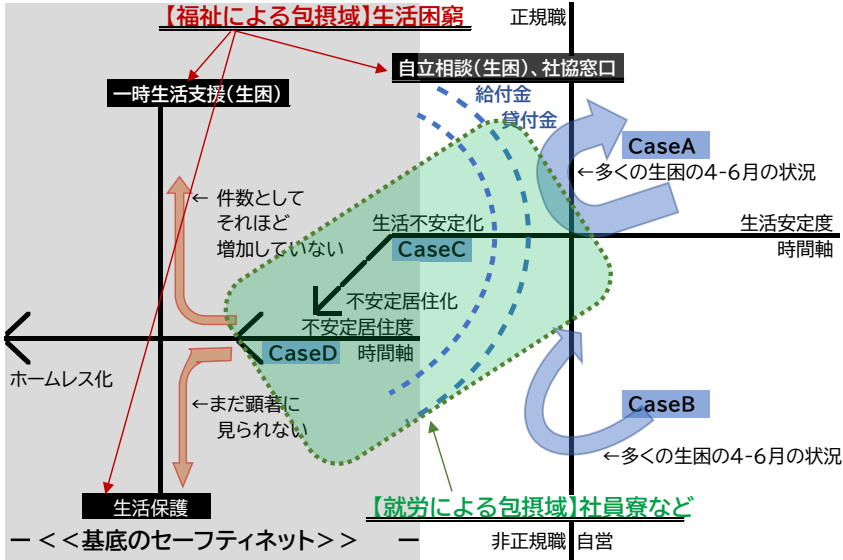 【福祉による包摂域】生活困窮
正規職
自立相談(生困)、社協窓口
一時生活支援(生困)
給付金
貸付金
CaseA
←多くの生困の4-6月の状況
← 件数として
それほど
増加していない
生活不安定化
CaseC
生活安定度
時間軸
不安定居住化
不安定居住度
CaseD
時間軸
ホームレス化
←まだ顕著に
見られない
CaseB
←多くの生困の4-6月の状況
生活保護
【就労による包摂域】社員寮など
ー <<基底のセーフティネット>> ー
非正規職
自営